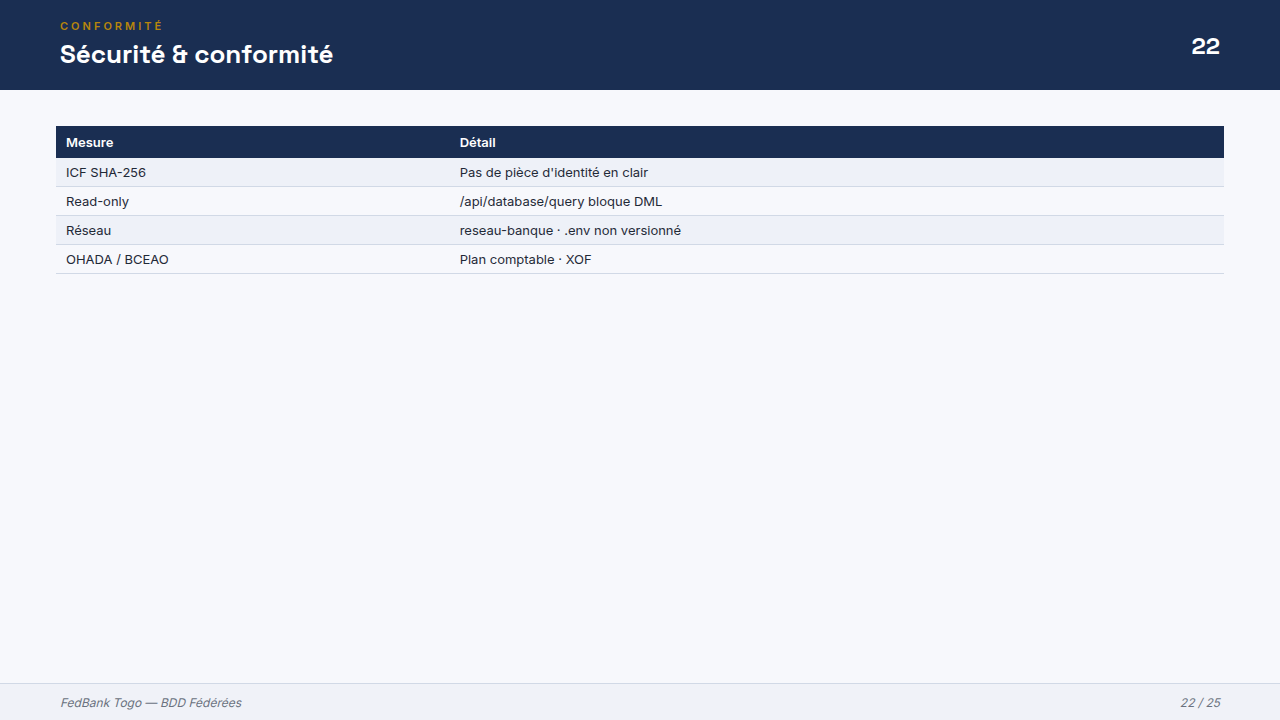 CONFORMITÉ
Sécurité & conformité
22
Mesure Détail
ICF SHA-256 Pas de pièce d'identité en clair
Read-only /api/database/query bloque DML
Réseau reseau-banque · .env non versionné
OHADA / BCEAO Plan comptable · XOF
FedBank Togo — BDD Fédérées 22 / 25